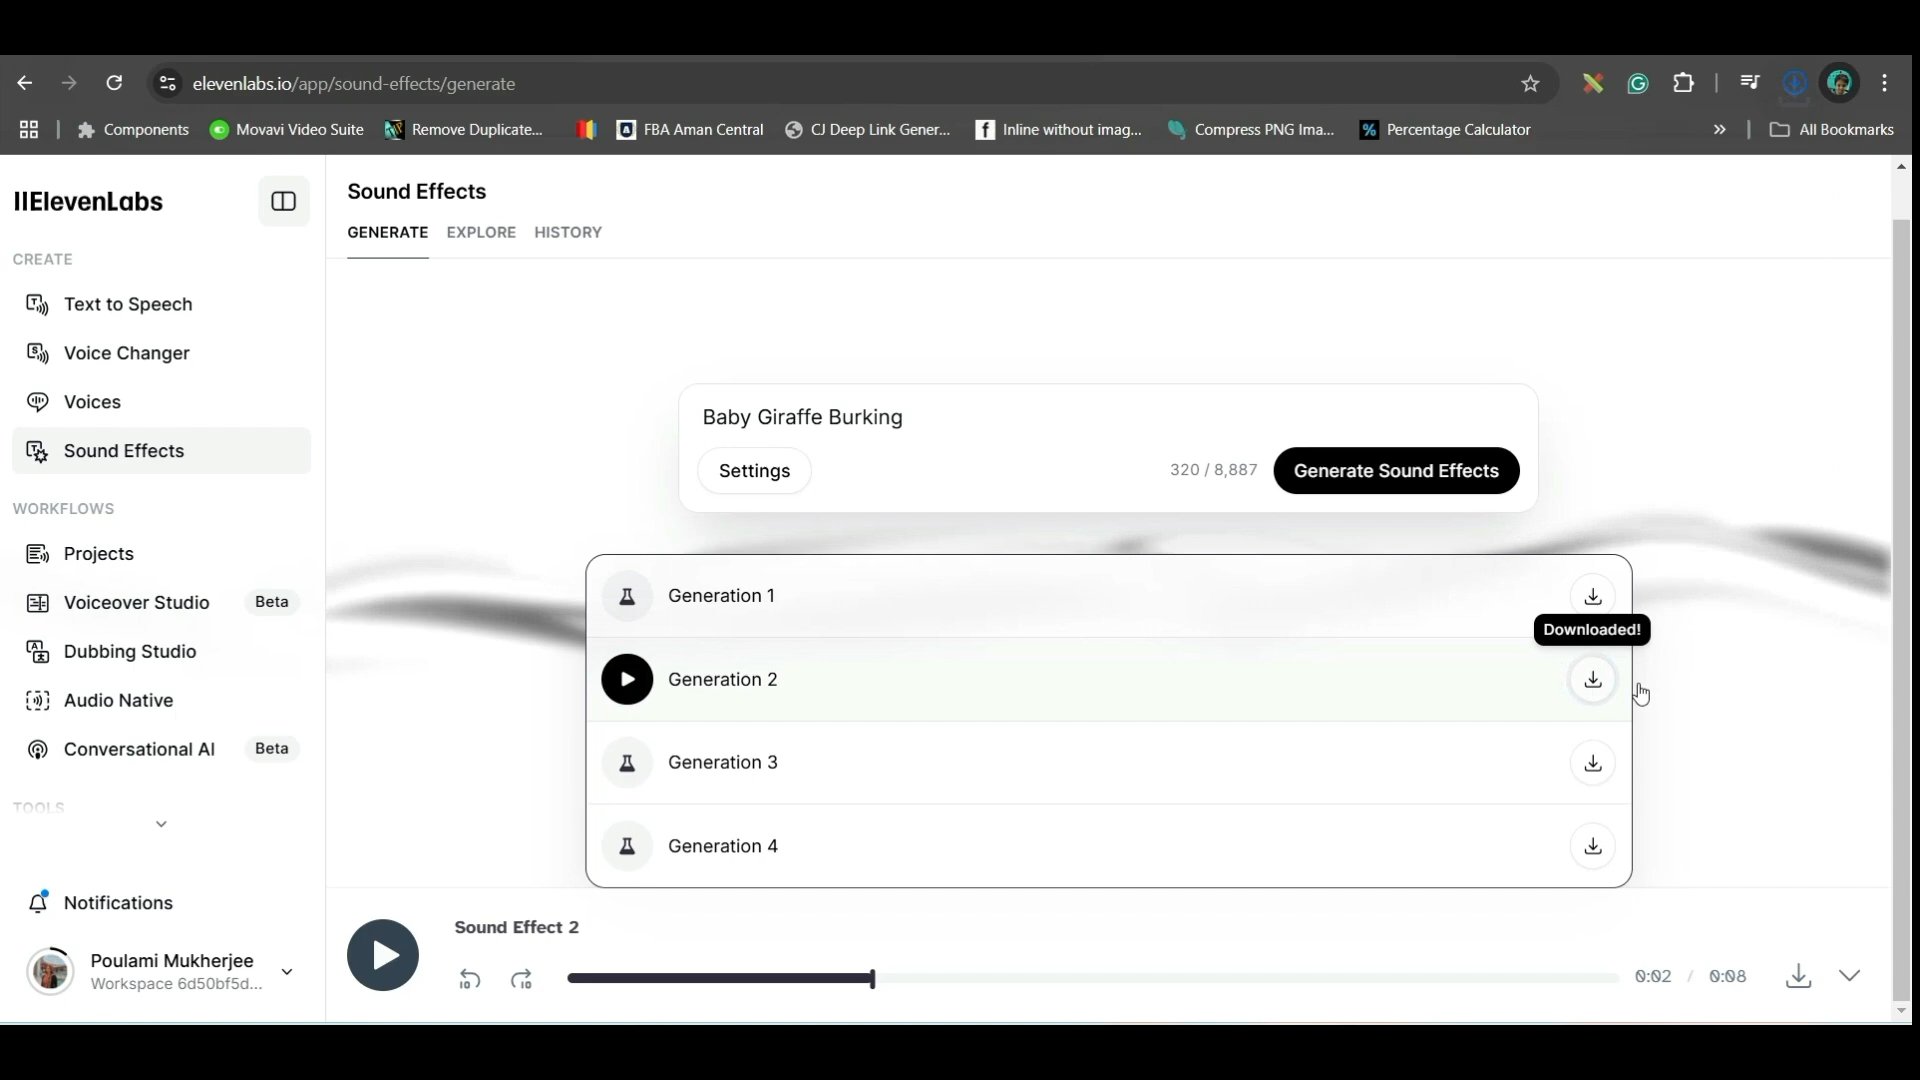 elevenlabs.io/app/sound-effects/generate
Components
Movavi Video Suite
Remove Duplicate...
FBA Aman Central
CJ Deep Link Gener...
Inline without imag...
Compress PNG Ima...
Percentage Calculator
»
All Bookmarks
IIElevenLabs
CREATE
Text to Speech
Voice Changer
Voices
Sound Effects
WORKFLOWS
Projects
Voiceover Studio Beta
Dubbing Studio
Audio Native
Conversational AI Beta
TOOLS
Notifications
Poulami Mukherjee
Workspace 6d50bf5d...
Sound Effects
GENERATE EXPLORE HISTORY
Baby Giraffe Burking
Settings
320 / 8,887
Generate Sound Effects
Generation 1
Downloaded!
Generation 2
Generation 3
Generation 4
Sound Effect 2
10 10
0:02 / 0:08